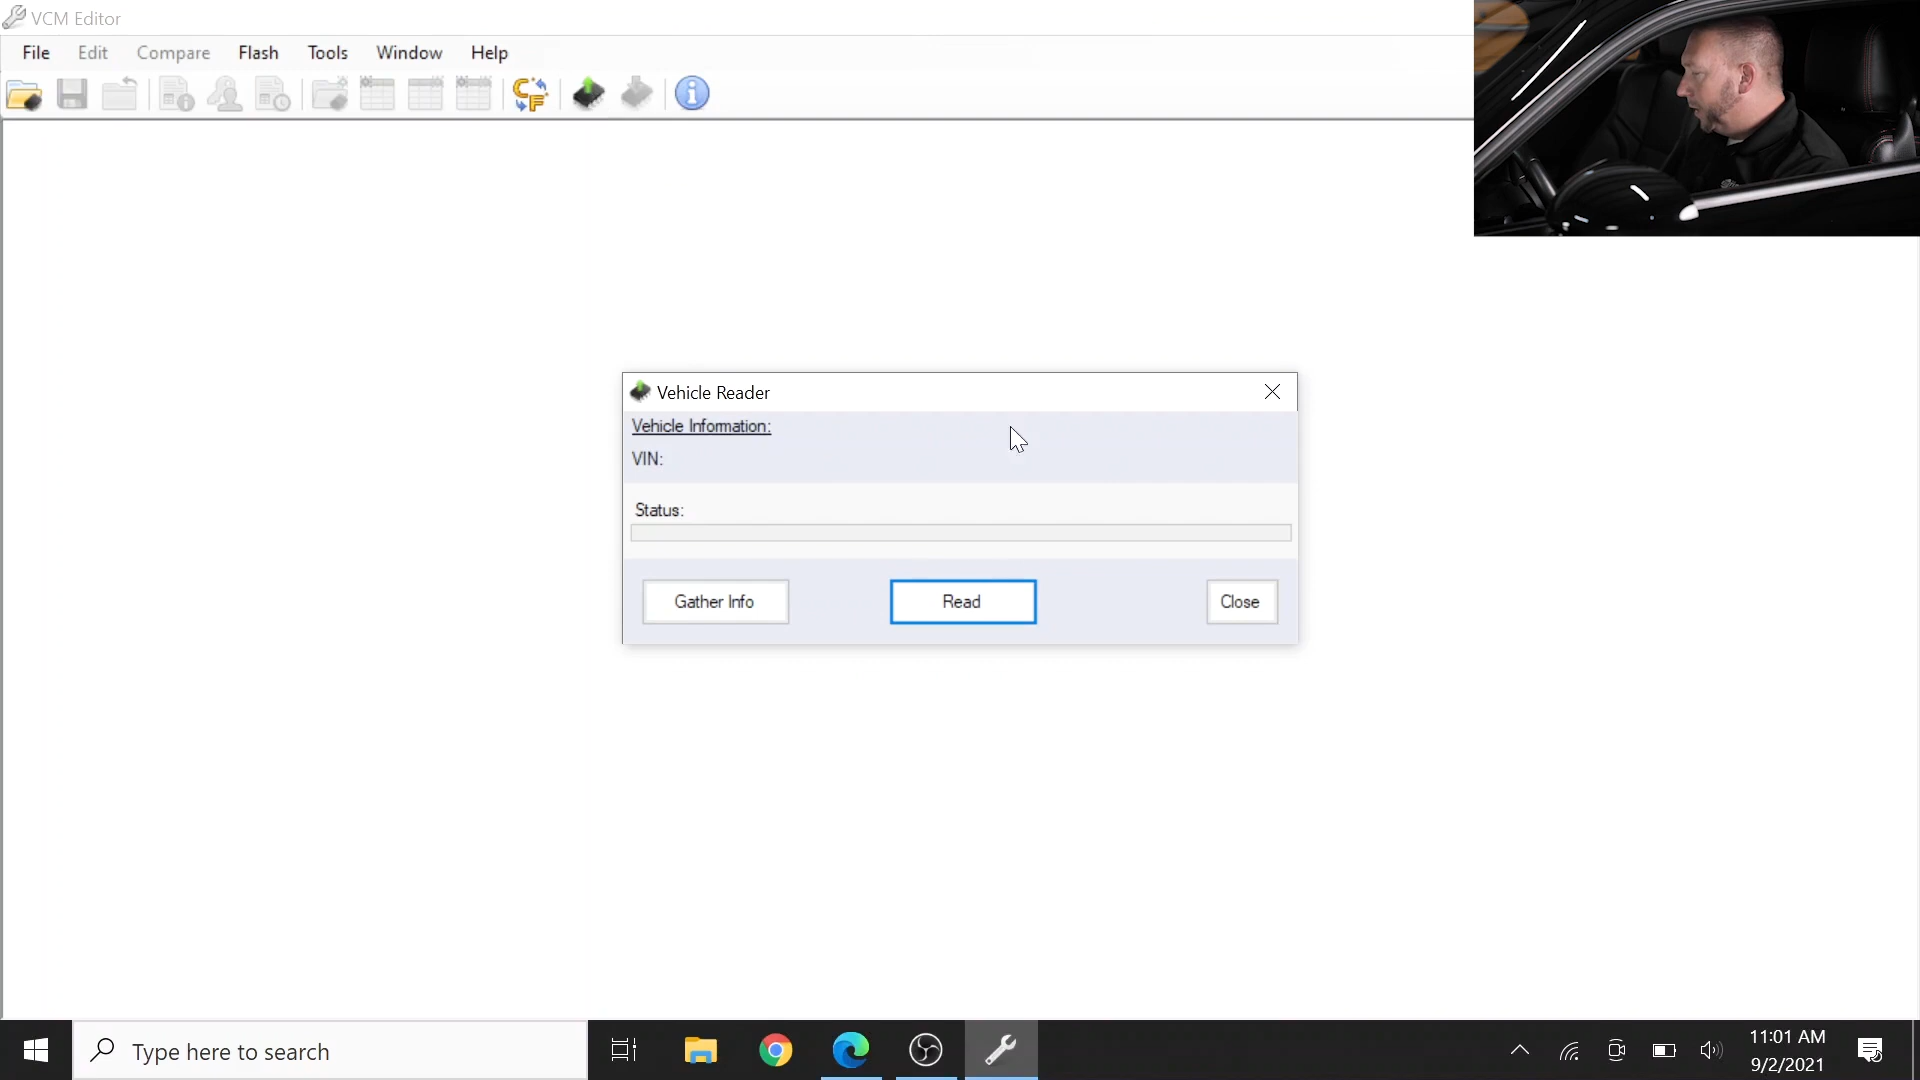 VCM Editor
File Edit Compare Flash Tools Window Help
Vehicle Reader
Vehicle Information:
VIN:
Status:
Gather Info Read Close
Type here to search
11:01 AM
9/2/2021